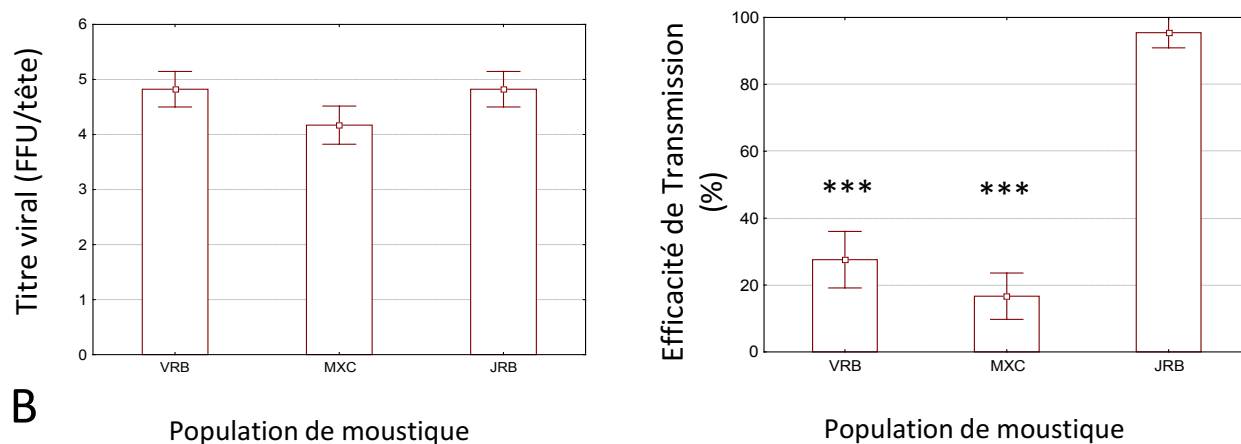 Titre viral (FFU/tête)
6
5
4
3
2
1
0
VRB MXC JRB
Population de moustique
B
Efficacité de Transmission
(%)
100
80
60
40
20
0
*** ***
VRB MXC JRB
Population de moustique